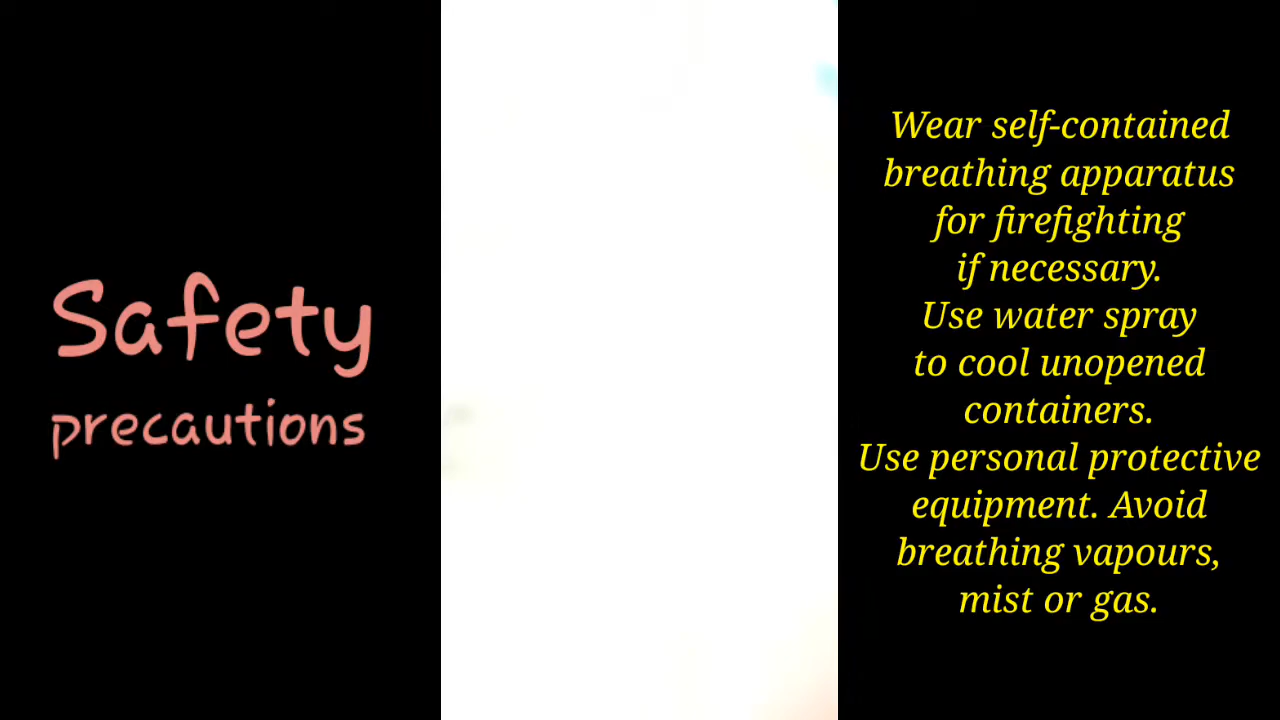 Safety
precautions
Wear self-contained
breathing apparatus
for firefighting
if necessary.
Use water spray
to cool unopened
containers.
Use personal protective
equipment. Avoid
breathing vapours,
mist or gas.